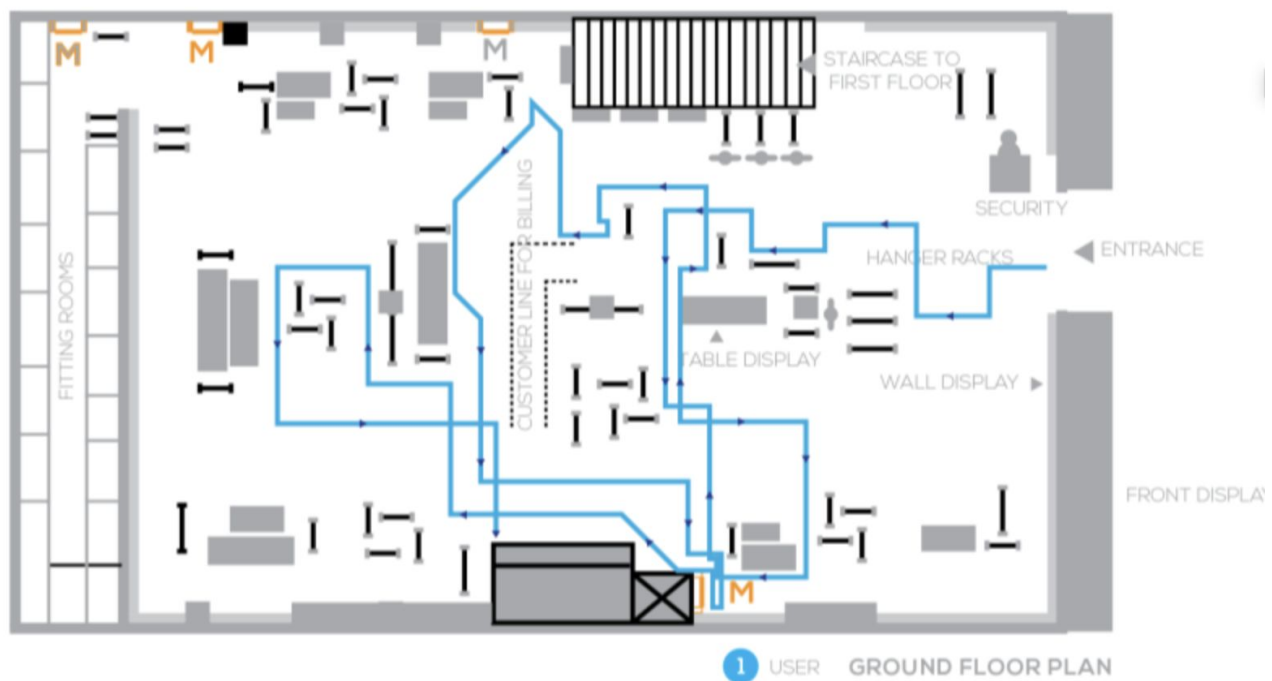 M
M
M
STAIRCASE TO
FIRST FLOOR
SECURITY
ENTRANCE
HANGER RACKS
CUSTOMER LINE FOR BILLING
FITTING ROOMS
TABLE DISPLAY
WALL DISPLAY
FRONT DISPLAY
M
1 USER GROUND FLOOR PLAN